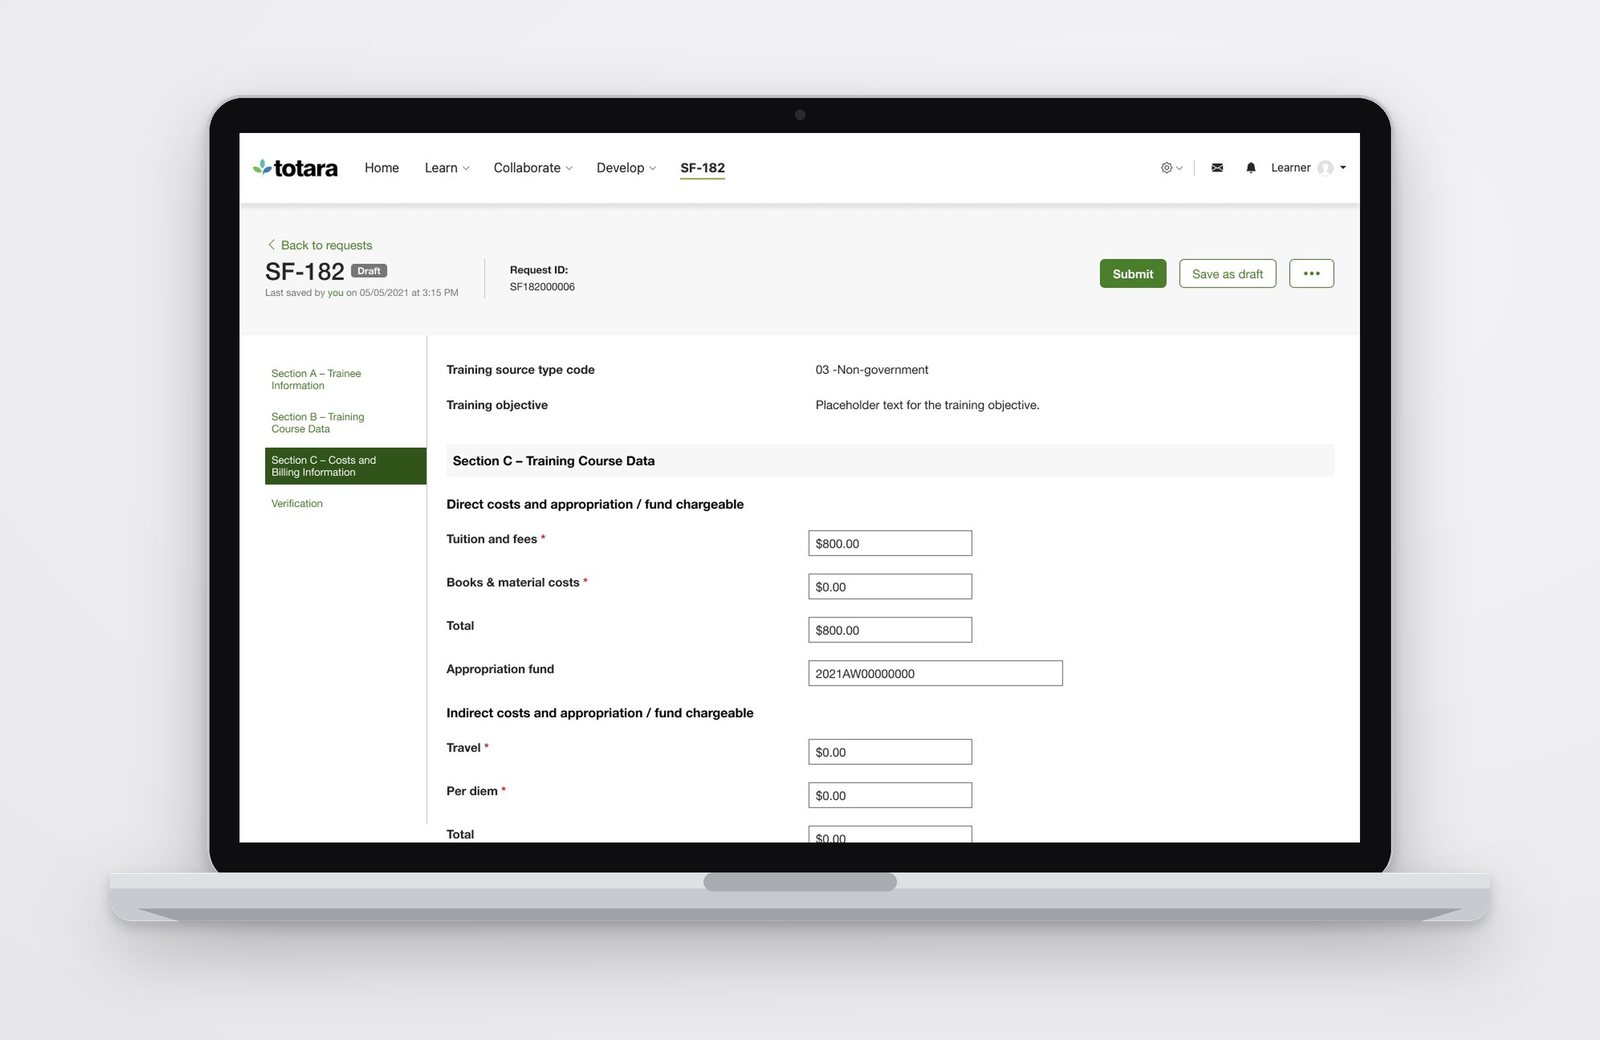 totara Home Learn Collaborate Develop SF-182 Learner
Back to requests
SF-182 Draft
Last saved by you on 05/05/2021 at 3:15 PM
Request ID:
SF182000006
Submit Save as draft
Section A – Trainee
Information
Section B – Training
Course Data
Section C – Costs and
Billing Information
Verification
Training source type code 03 -Non-government
Training objective Placeholder text for the training objective.
Section C – Training Course Data
Direct costs and appropriation / fund chargeable
Tuition and fees * $800.00
Books & material costs * $0.00
Total $800.00
Appropriation fund 2021AW00000000
Indirect costs and appropriation / fund chargeable
Travel * $0.00
Per diem * $0.00
Total $0.00